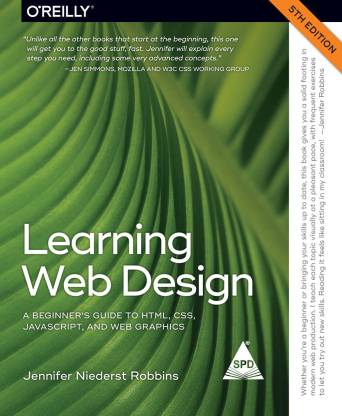 O'REILLY®
5TH EDITION
"Unlike all the other books that start at the beginning, this one
will get you to the good stuff, fast. Jennifer will explain every
step you need, including some very advanced concepts."
—JEN SIMMONS, MOZILLA AND W3C CSS WORKING GROUP
Learning
Web Design
A BEGINNER'S GUIDE TO HTML, CSS,
JAVASCRIPT, AND WEB GRAPHICS
SPD
Jennifer Niederst Robbins
Whether you're a beginner or bringing your skills up to date, this book gives you a solid footing in
modern web production. I teach each topic visually at a pleasant pace, with frequent exercises
to let you try out new skills. Reading it feels like sitting in my classroom! —Jennifer Robbins